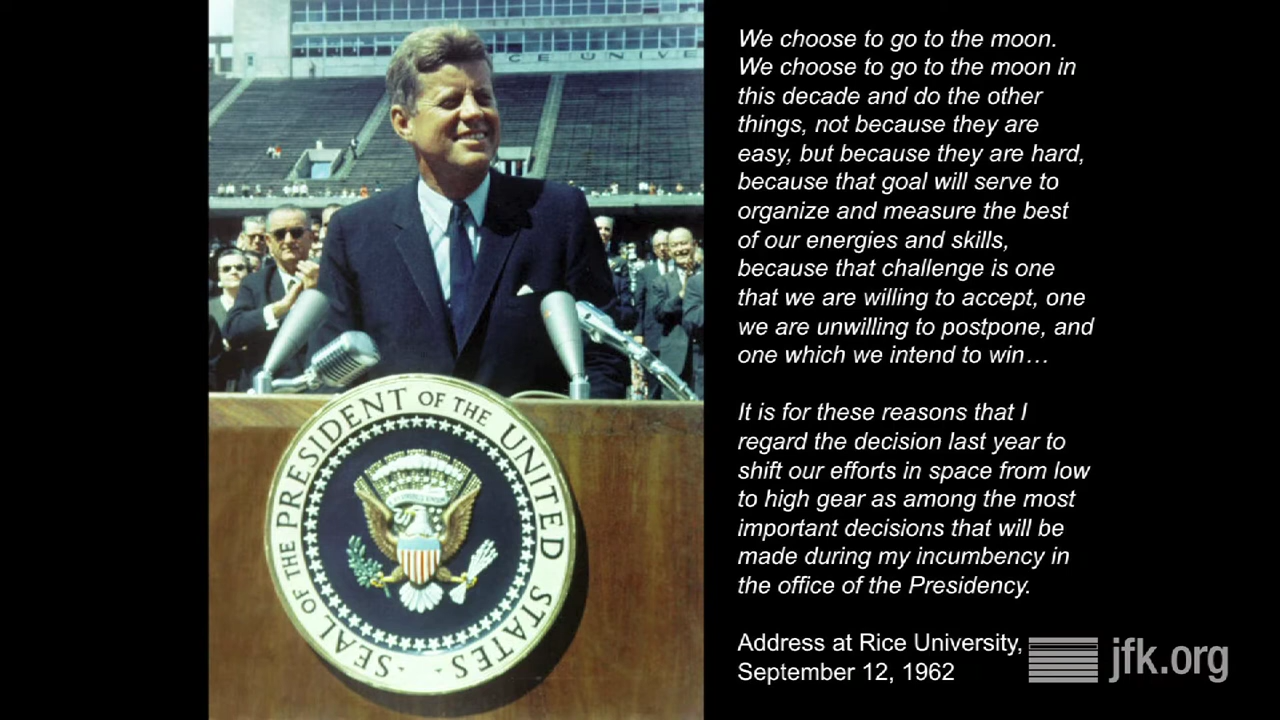 CE UNIVE
SEAL OF THE PRESIDENT OF THE UNITED STATES
We choose to go to the moon.
We choose to go to the moon in
this decade and do the other
things, not because they are
easy, but because they are hard,
because that goal will serve to
organize and measure the best
of our energies and skills,
because that challenge is one
that we are willing to accept, one
we are unwilling to postpone, and
one which we intend to win…
It is for these reasons that I
regard the decision last year to
shift our efforts in space from low
to high gear as among the most
important decisions that will be
made during my incumbency in
the office of the Presidency.
Address at Rice University,
September 12, 1962
jfk.org